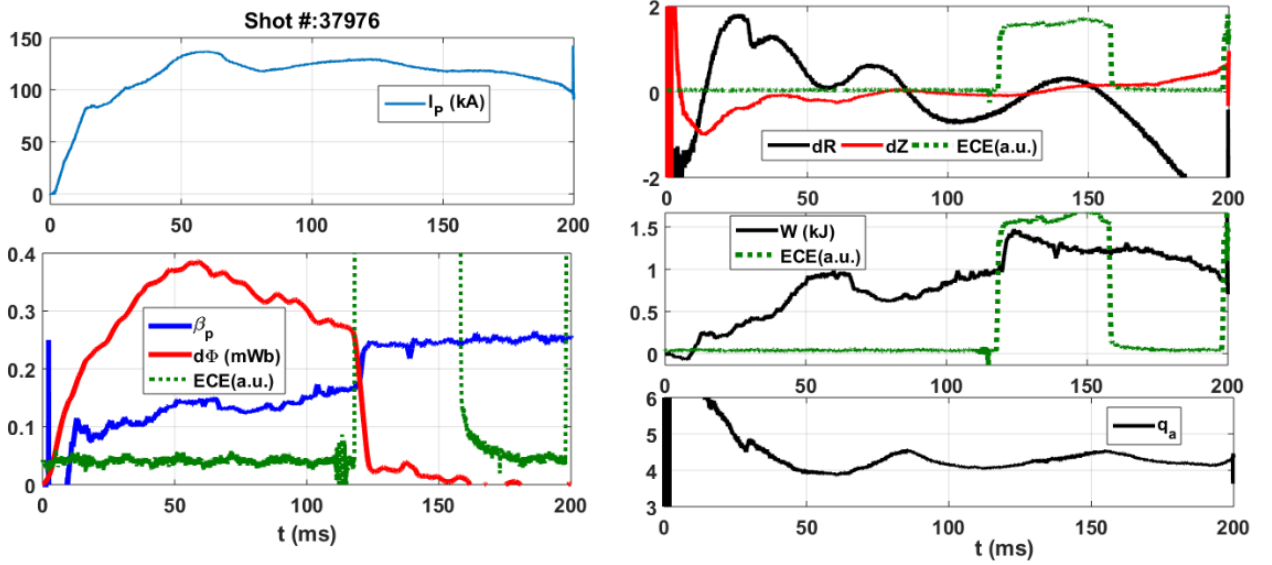 Shot #:37976
150
100
50
0
I_P (kA)
0 50 100 150 200
0.4
0.3
0.2
0.1
0
β_p
dΦ (mWb)
ECE(a.u.)
0 50 100 150 200
t (ms)
2
0
-2
dR dZ ECE(a.u.)
0 50 100 150 200
1.5
1
0.5
0
W (kJ)
ECE(a.u.)
0 50 100 150 200
6
5
4
3
q_a
0 50 100 150 200
t (ms)